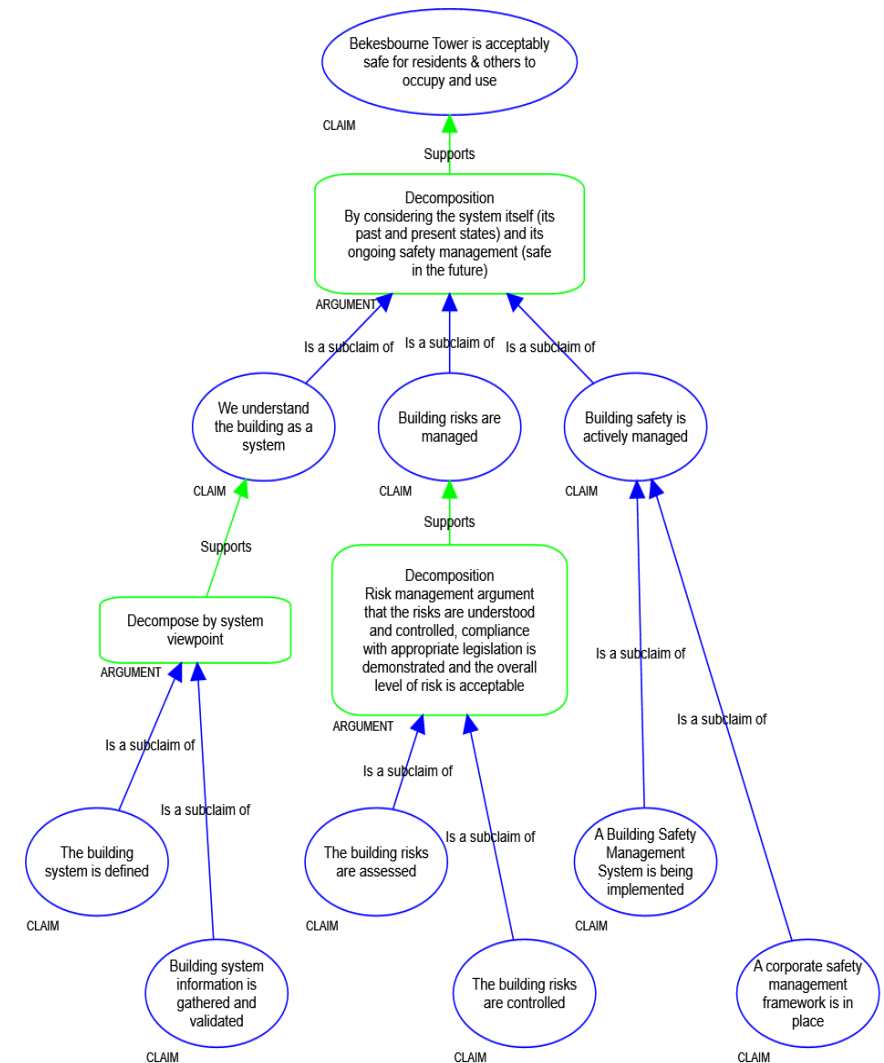 Bekesbourne Tower is acceptably
safe for residents & others to
occupy and use
CLAIM
Supports
Decomposition
By considering the system itself (its
past and present states) and its
ongoing safety management (safe
in the future)
ARGUMENT
Is a subclaim of
Is a subclaim of
Is a subclaim of
We understand
the building as a
system
CLAIM
Building risks are
managed
CLAIM
Building safety is
actively managed
CLAIM
Supports
Supports
Decompose by system
viewpoint
ARGUMENT
Decomposition
Risk management argument
that the risks are understood
and controlled, compliance
with appropriate legislation is
demonstrated and the overall
level of risk is acceptable
ARGUMENT
Is a subclaim of
Is a subclaim of
Is a subclaim of
Is a subclaim of
Is a subclaim of
Is a subclaim of
The building
system is defined
CLAIM
The building risks
are assessed
CLAIM
A Building Safety
Management
System is being
implemented
CLAIM
Building system
information is
gathered and
validated
CLAIM
The building risks
are controlled
CLAIM
A corporate safety
management
framework is in
place
CLAIM